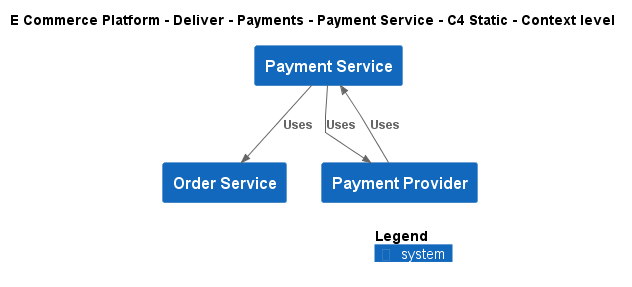 E Commerce Platform - Deliver - Payments - Payment Service - C4 Static - Context level
Payment Service
Uses
Uses
Uses
Order Service
Payment Provider
Legend
system